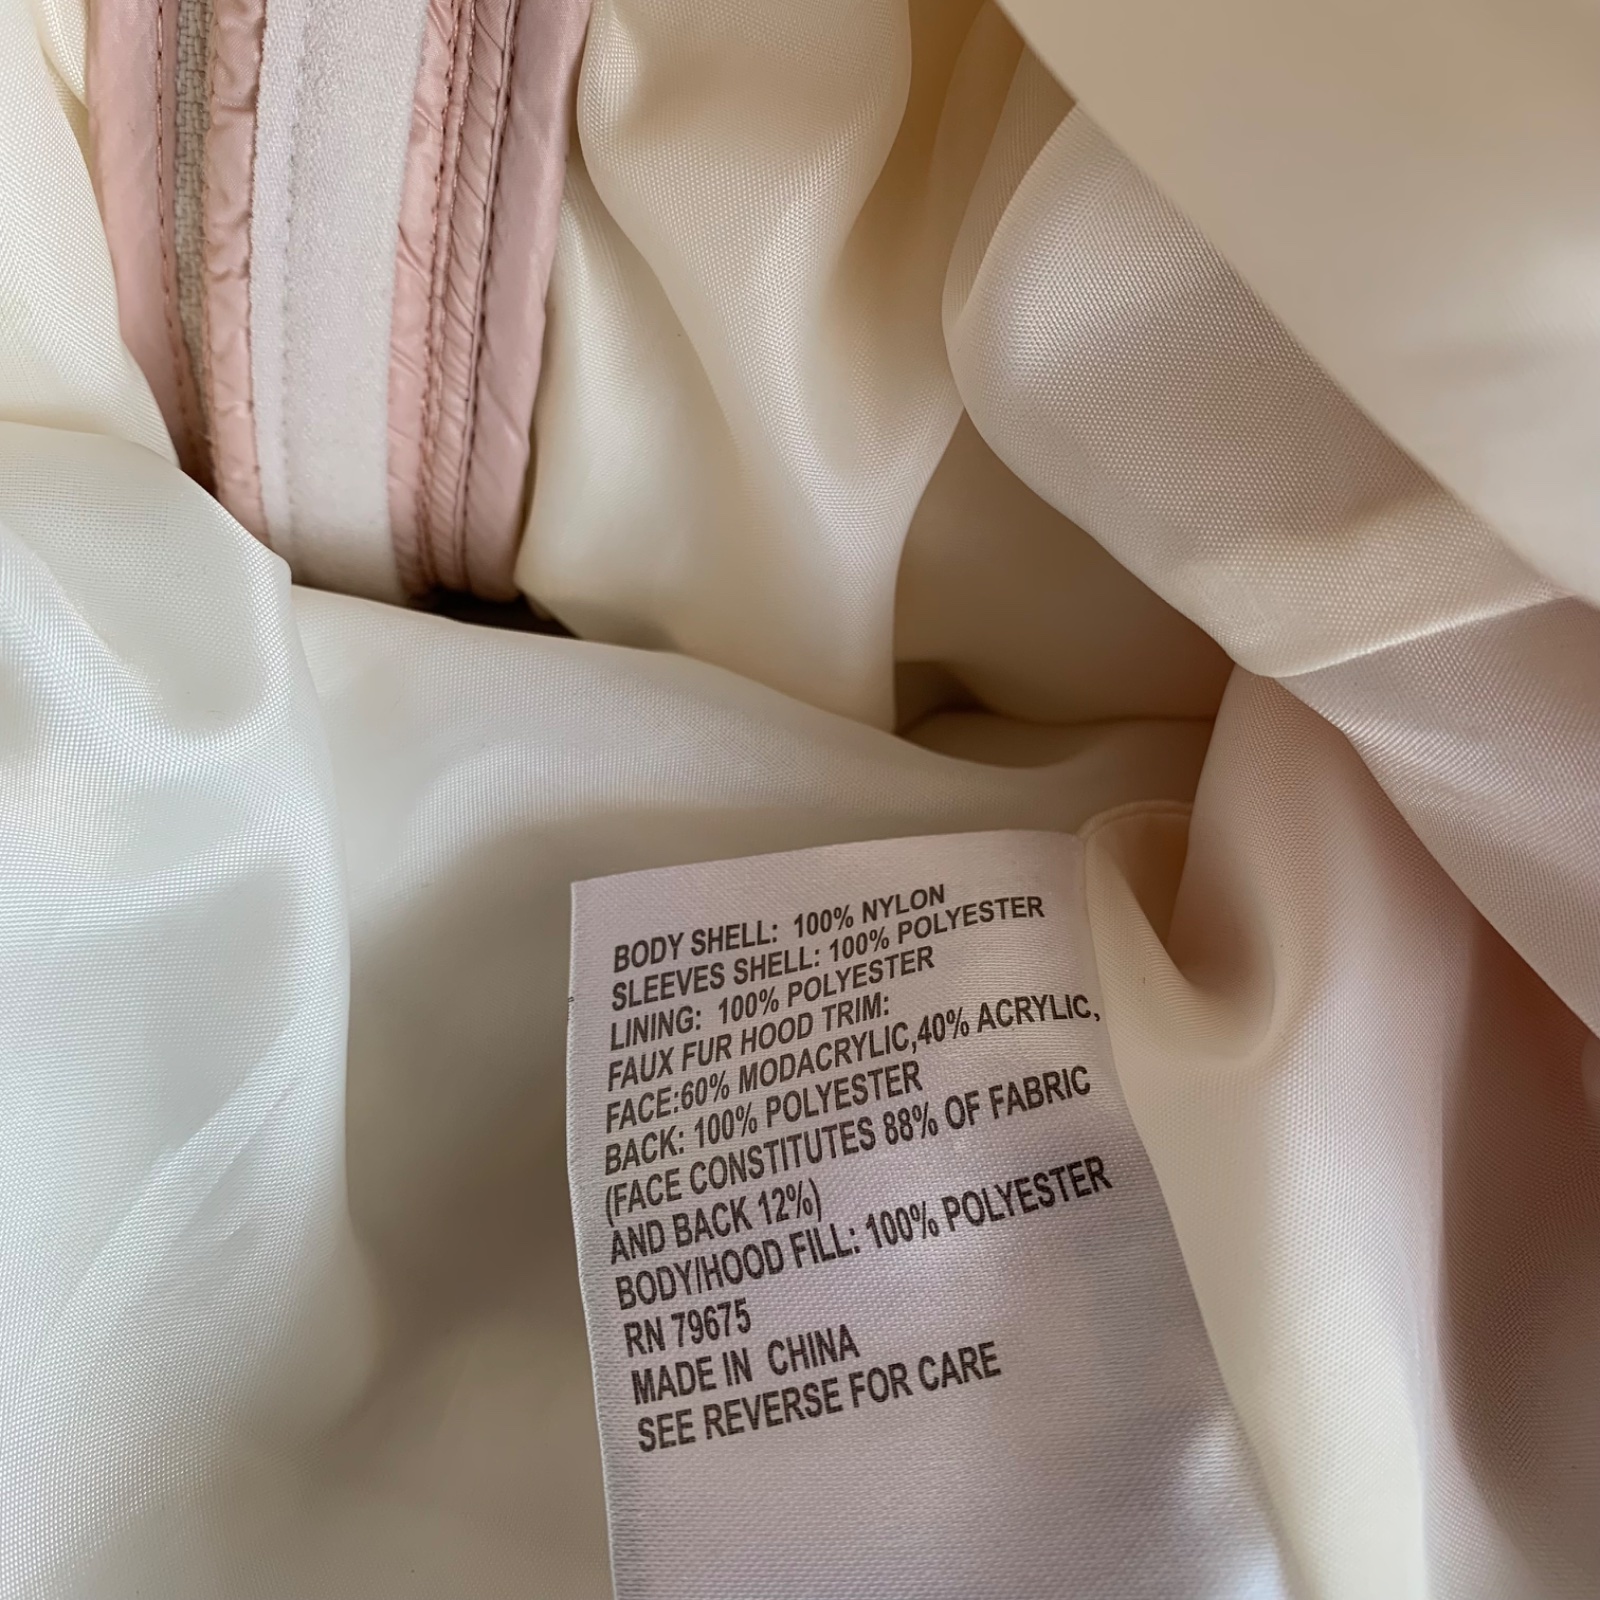 BODY SHELL: 100% NYLON
SLEEVES SHELL: 100% POLYESTER
LINING: 100% POLYESTER
FAUX FUR HOOD TRIM:
FACE:60% MODACRYLIC,40% ACRYLIC,
BACK: 100% POLYESTER
(FACE CONSTITUTES 88% OF FABRIC
AND BACK 12%)
BODY/HOOD FILL: 100% POLYESTER
RN 79675
MADE IN CHINA
SEE REVERSE FOR CARE